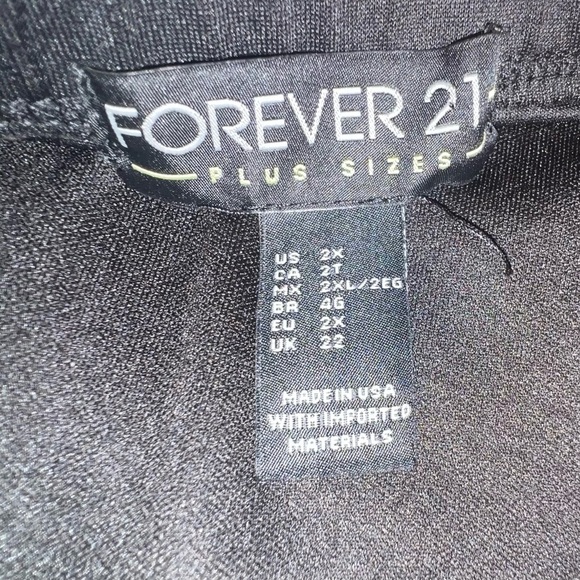 FOREVER 21
PLUS SIZES
US 2X
CA 2T
MX 2XL/2EG
BR 4G
EU 2X
UK 22
MADE IN USA
WITH IMPORTED
MATERIALS